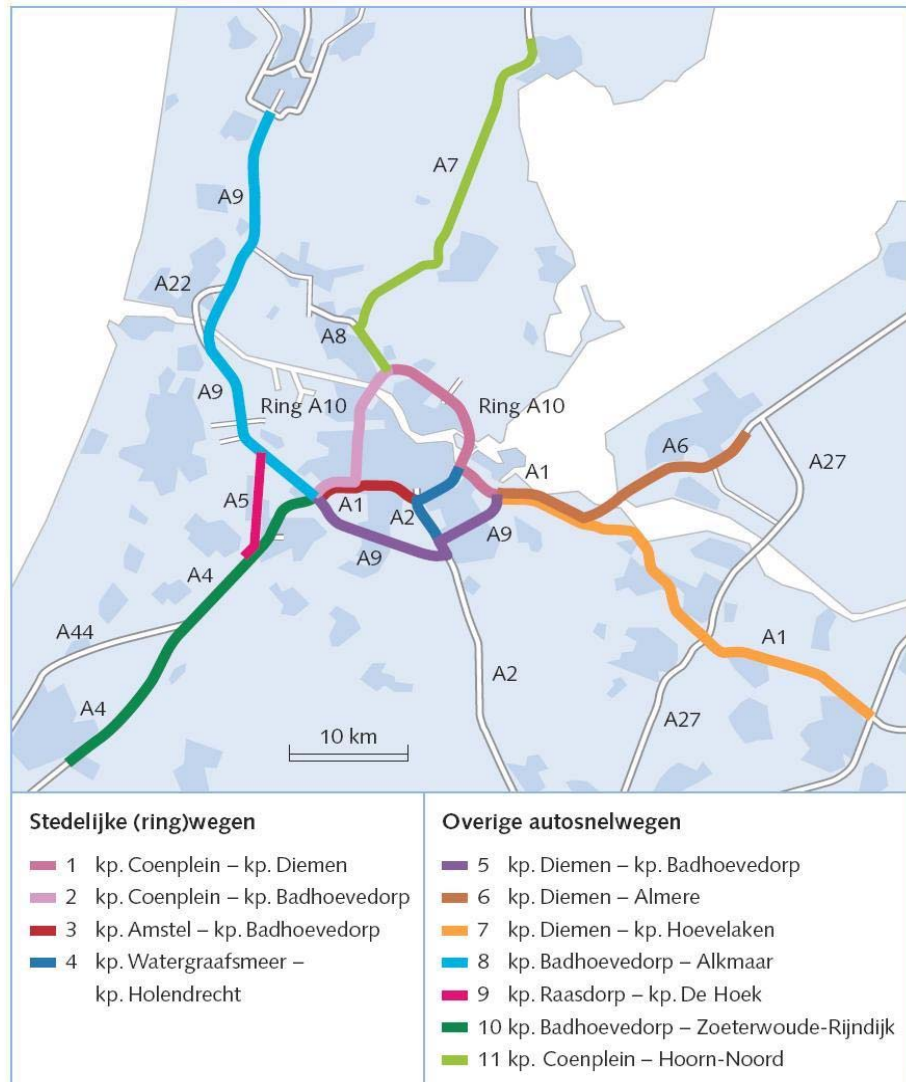 A7
A9
A22
A8
A9
Ring A10
Ring A10
A6
A1
A27
A5
A1
A2
A9
A9
A4
A44
A1
A2
A4
A27
10 km
Stedelijke (ring)wegen
1 kp. Coenplein – kp. Diemen
2 kp. Coenplein – kp. Badhoevedorp
3 kp. Amstel – kp. Badhoevedorp
4 kp. Watergraafsmeer –
kp. Holendrecht
Overige autosnelwegen
5 kp. Diemen – kp. Badhoevedorp
6 kp. Diemen – Almere
7 kp. Diemen – kp. Hoevelaken
8 kp. Badhoevedorp – Alkmaar
9 kp. Raasdorp – kp. De Hoek
10 kp. Badhoevedorp – Zoeterwoude-Rijndijk
11 kp. Coenplein – Hoorn-Noord